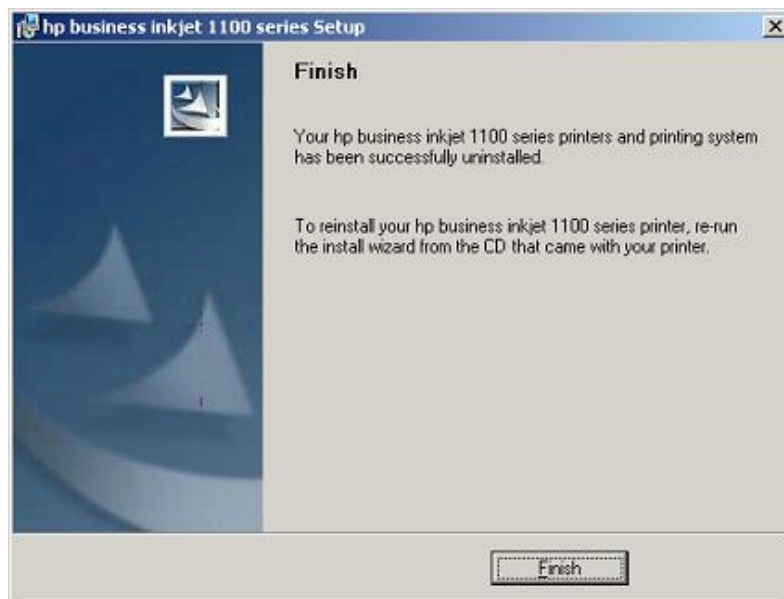 hp business inkjet 1100 series Setup
Finish
Your hp business inkjet 1100 series printers and printing system
has been successfully uninstalled.
To reinstall your hp business inkjet 1100 series printer, re-run
the install wizard from the CD that came with your printer.
Finish